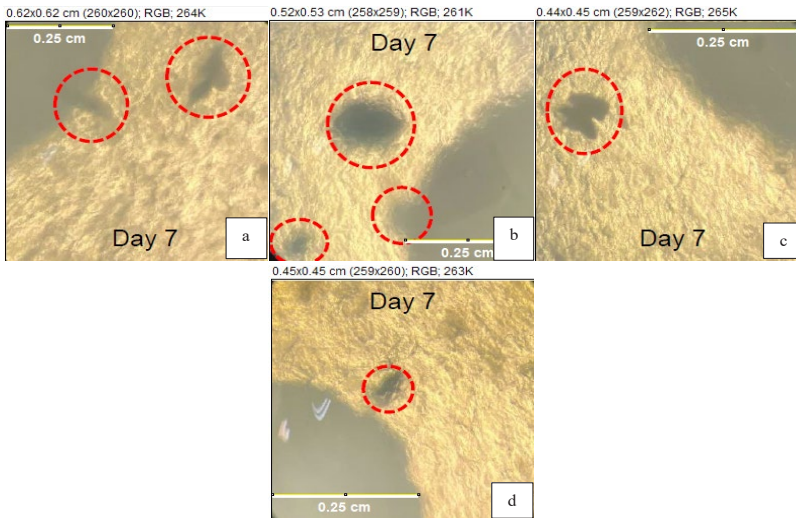 0.62x0.62 cm (260x260); RGB; 264K
0.25 cm
Day 7
a
0.52x0.53 cm (258x259); RGB; 261K
Day 7
0.25 cm
b
0.44x0.45 cm (259x262); RGB; 265K
0.25 cm
Day 7
c
0.45x0.45 cm (259x260); RGB; 263K
Day 7
0.25 cm
d